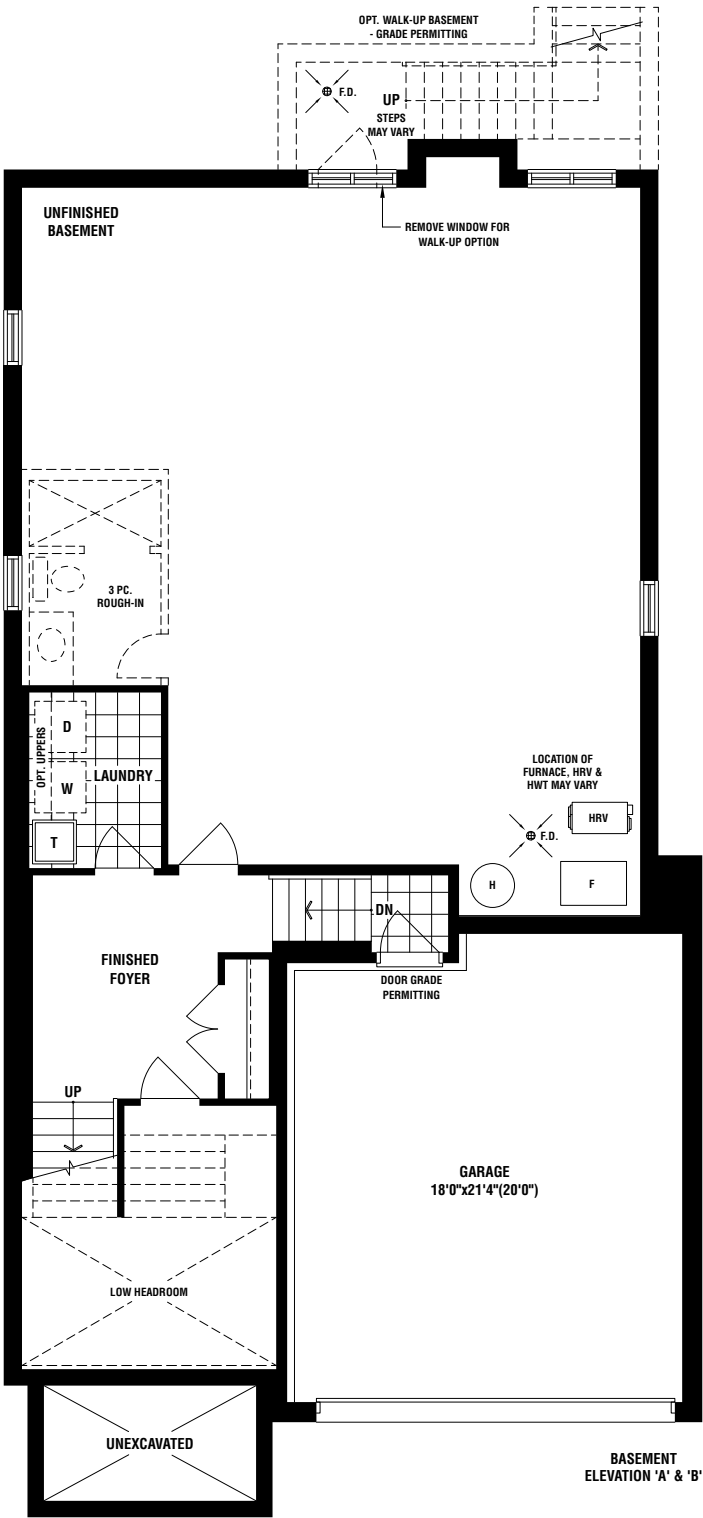 OPT. WALK-UP BASEMENT
- GRADE PERMITTING
F.D.
UP
STEPS
MAY VARY
UNFINISHED
BASEMENT
REMOVE WINDOW FOR
WALK-UP OPTION
3 PC.
ROUGH-IN
OPT. UPPERS
D
W
LAUNDRY
T
LOCATION OF
FURNACE, HRV &
HWT MAY VARY
HRV
F.D.
H
F
DN
FINISHED
FOYER
DOOR GRADE
PERMITTING
UP
GARAGE
18'0"x21'4"(20'0")
LOW HEADROOM
UNEXCAVATED
BASEMENT
ELEVATION 'A' & 'B'